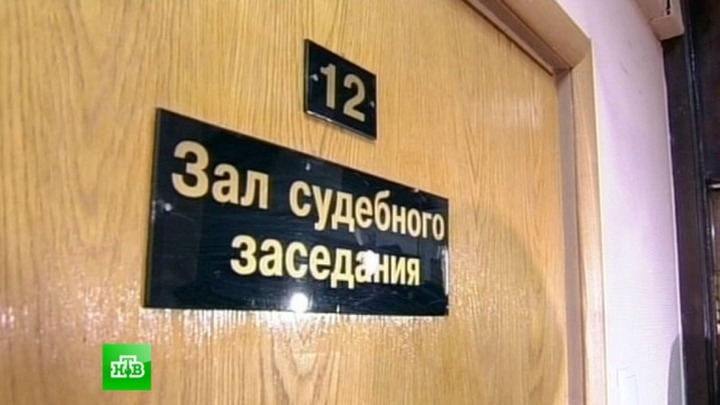 12
Зал судебного
заседания
НТВ